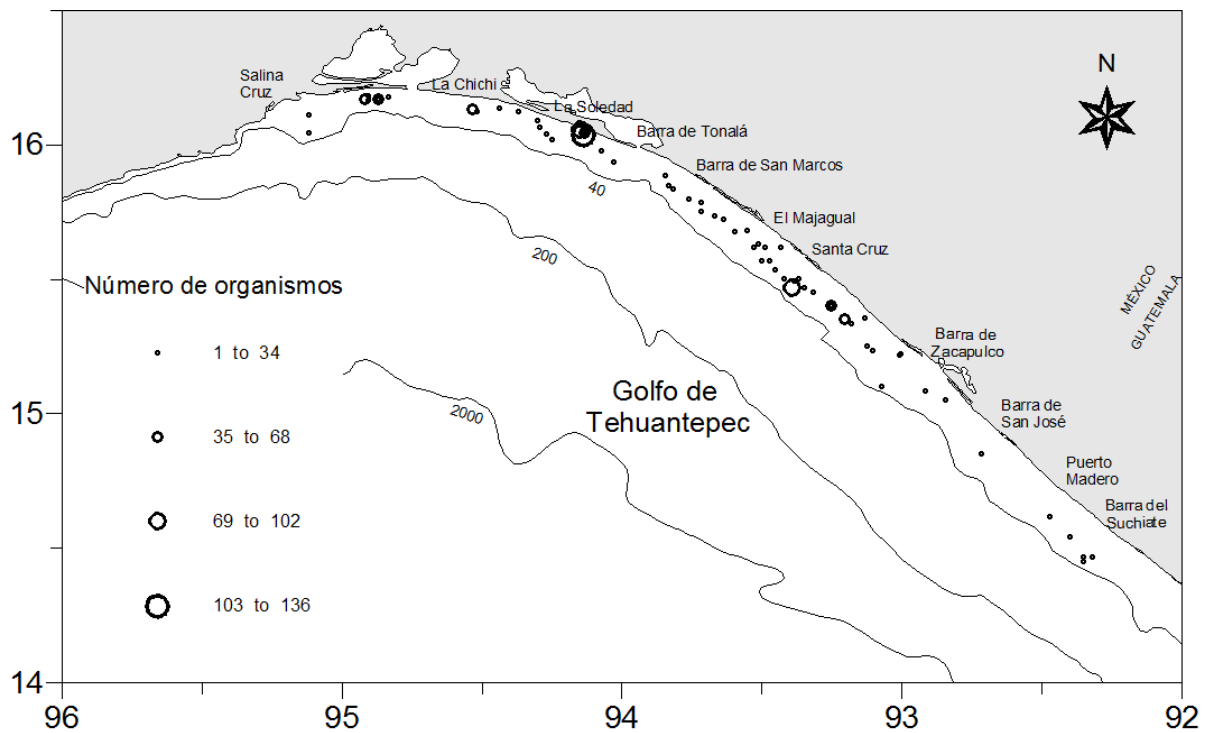 N
Salina
Cruz
La Chichi
La Soledad
Barra de Tonalá
Barra de San Marcos
El Majagual
Santa Cruz
16
40
200
2000
MÉXICO
GUATEMALA
Número de organismos
1 to 34
35 to 68
69 to 102
103 to 136
Golfo de
Tehuantepec
Barra de
Zacapulco
Barra de
San José
Puerto
Madero
Barra del
Suchiate
15
14
96
95
94
93
92